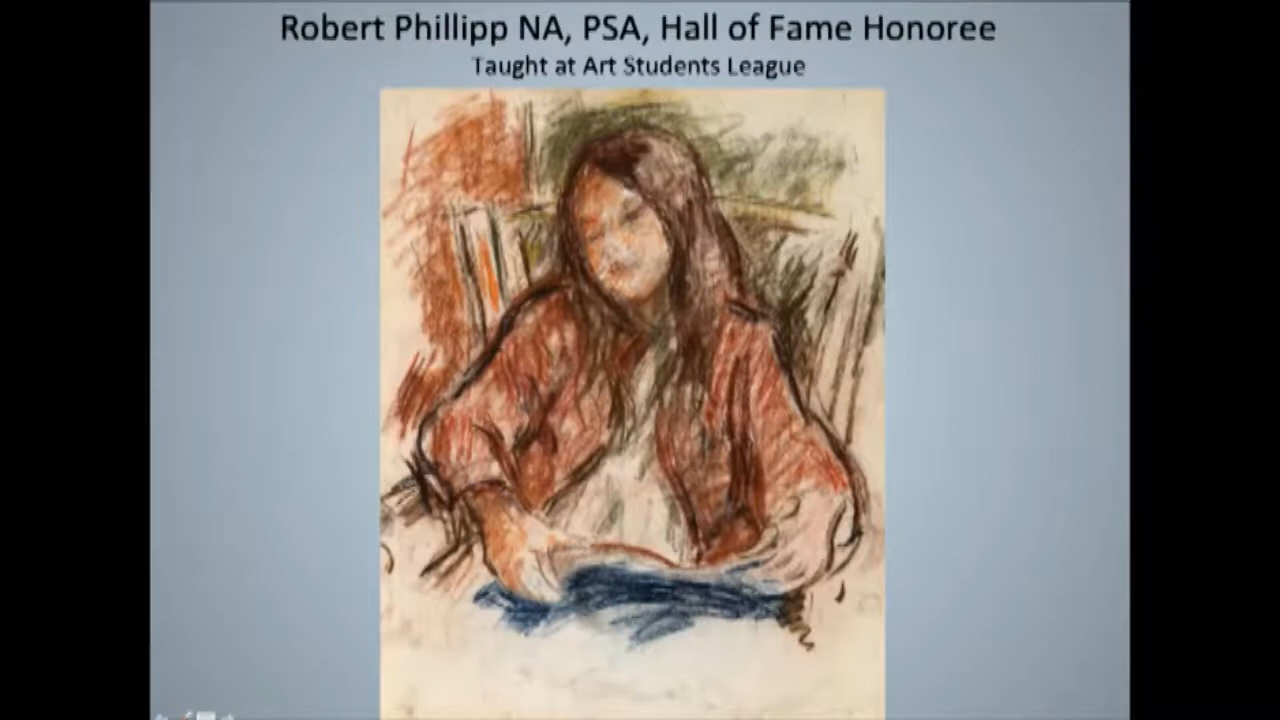 Robert Phillipp NA, PSA, Hall of Fame Honoree
Taught at Art Students League